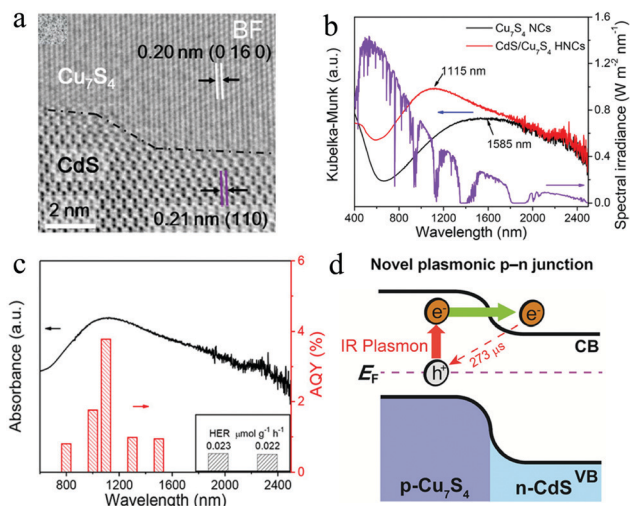 a
BF
0.20 nm (0 16 0)
Cu₇S₄
CdS
0.21 nm (110)
2 nm
b
Kubelka-Munk (a.u.)
Cu₇S₄ NCs
CdS/Cu₇S₄ HNCs
1115 nm
1585 nm
1.6
1.2
0.8
0.4
0.0
Spectral irradiance (W m⁻² nm⁻¹)
400 800 1200 1600 2000 2400
Wavelength (nm)
c
Absorbance (a.u.)
6
4
2
0
AQY (%)
HER μmol g⁻¹ h⁻¹
0.023 0.022
800 1200 1600 2000 2400
Wavelength (nm)
d
Novel plasmonic p–n junction
e⁻ e⁻
CB
IR Plasmon
273 μs
E_F
h⁺
VB
p-Cu₇S₄ n-CdS